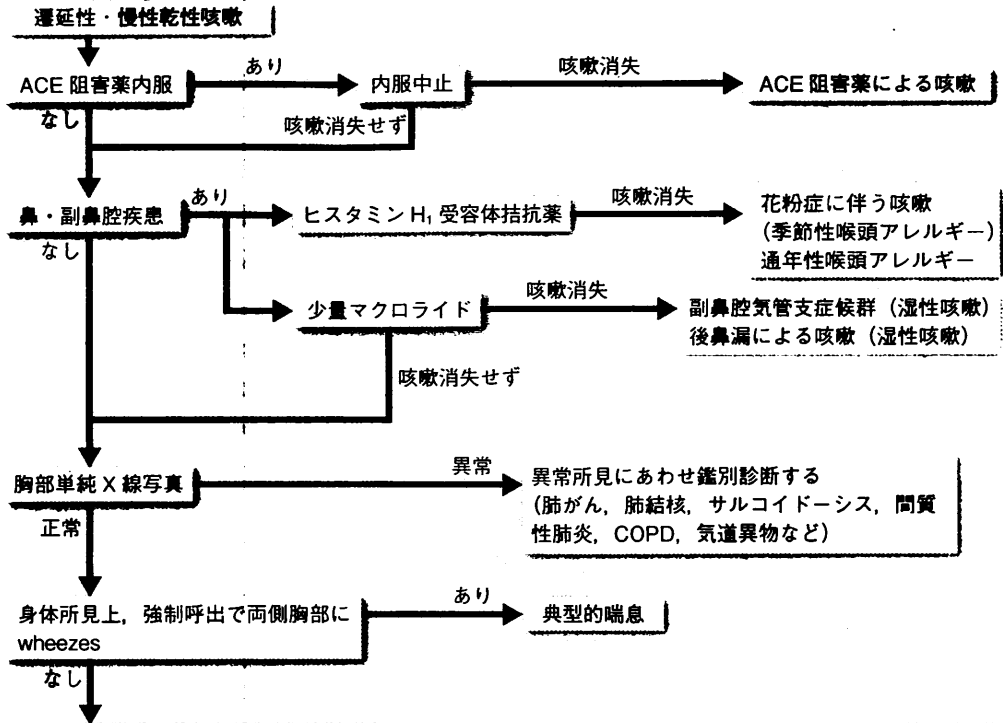 遷延性・慢性乾性咳嗽
ACE 阻害薬内服
あり
内服中止
咳嗽消失
ACE 阻害薬による咳嗽
なし
咳嗽消失せず
鼻・副鼻腔疾患
あり
ヒスタミン H₁ 受容体拮抗薬
咳嗽消失
花粉症に伴う咳嗽
(季節性喉頭アレルギー)
通年性喉頭アレルギー
なし
少量マクロライド
咳嗽消失
副鼻腔気管支症候群(湿性咳嗽)
後鼻漏による咳嗽(湿性咳嗽)
咳嗽消失せず
胸部単純 X 線写真
異常
異常所見にあわせ鑑別診断する
(肺がん,肺結核,サルコイドーシス,間質
性肺炎,COPD,気道異物など)
正常
身体所見上,強制呼出で両側胸部に
wheezes
あり
典型的喘息
なし